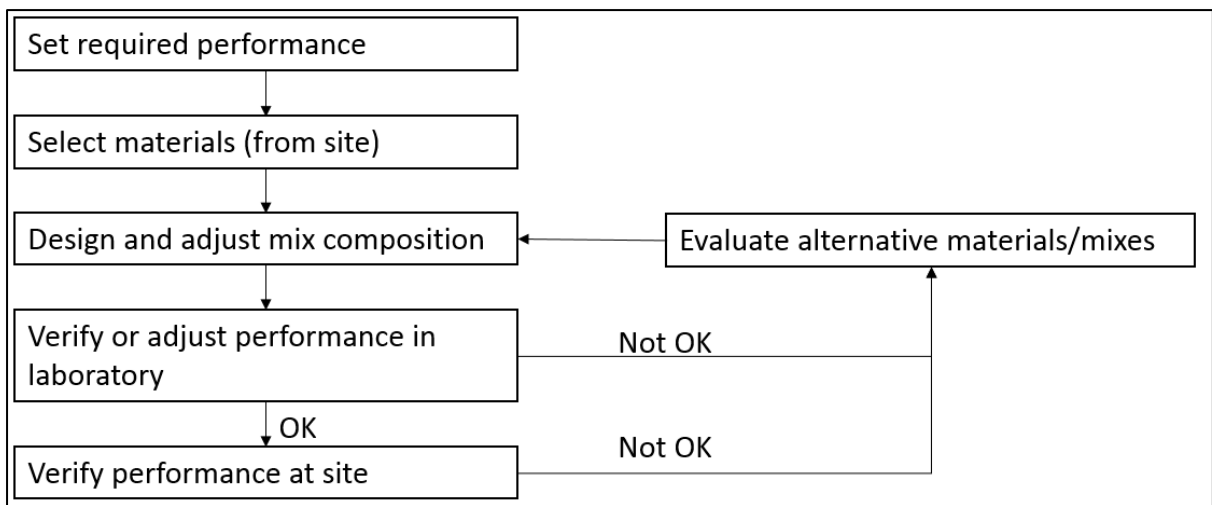 Set required performance
Select materials (from site)
Design and adjust mix composition
Evaluate alternative materials/mixes
Verify or adjust performance in
laboratory
Not OK
OK
Verify performance at site
Not OK